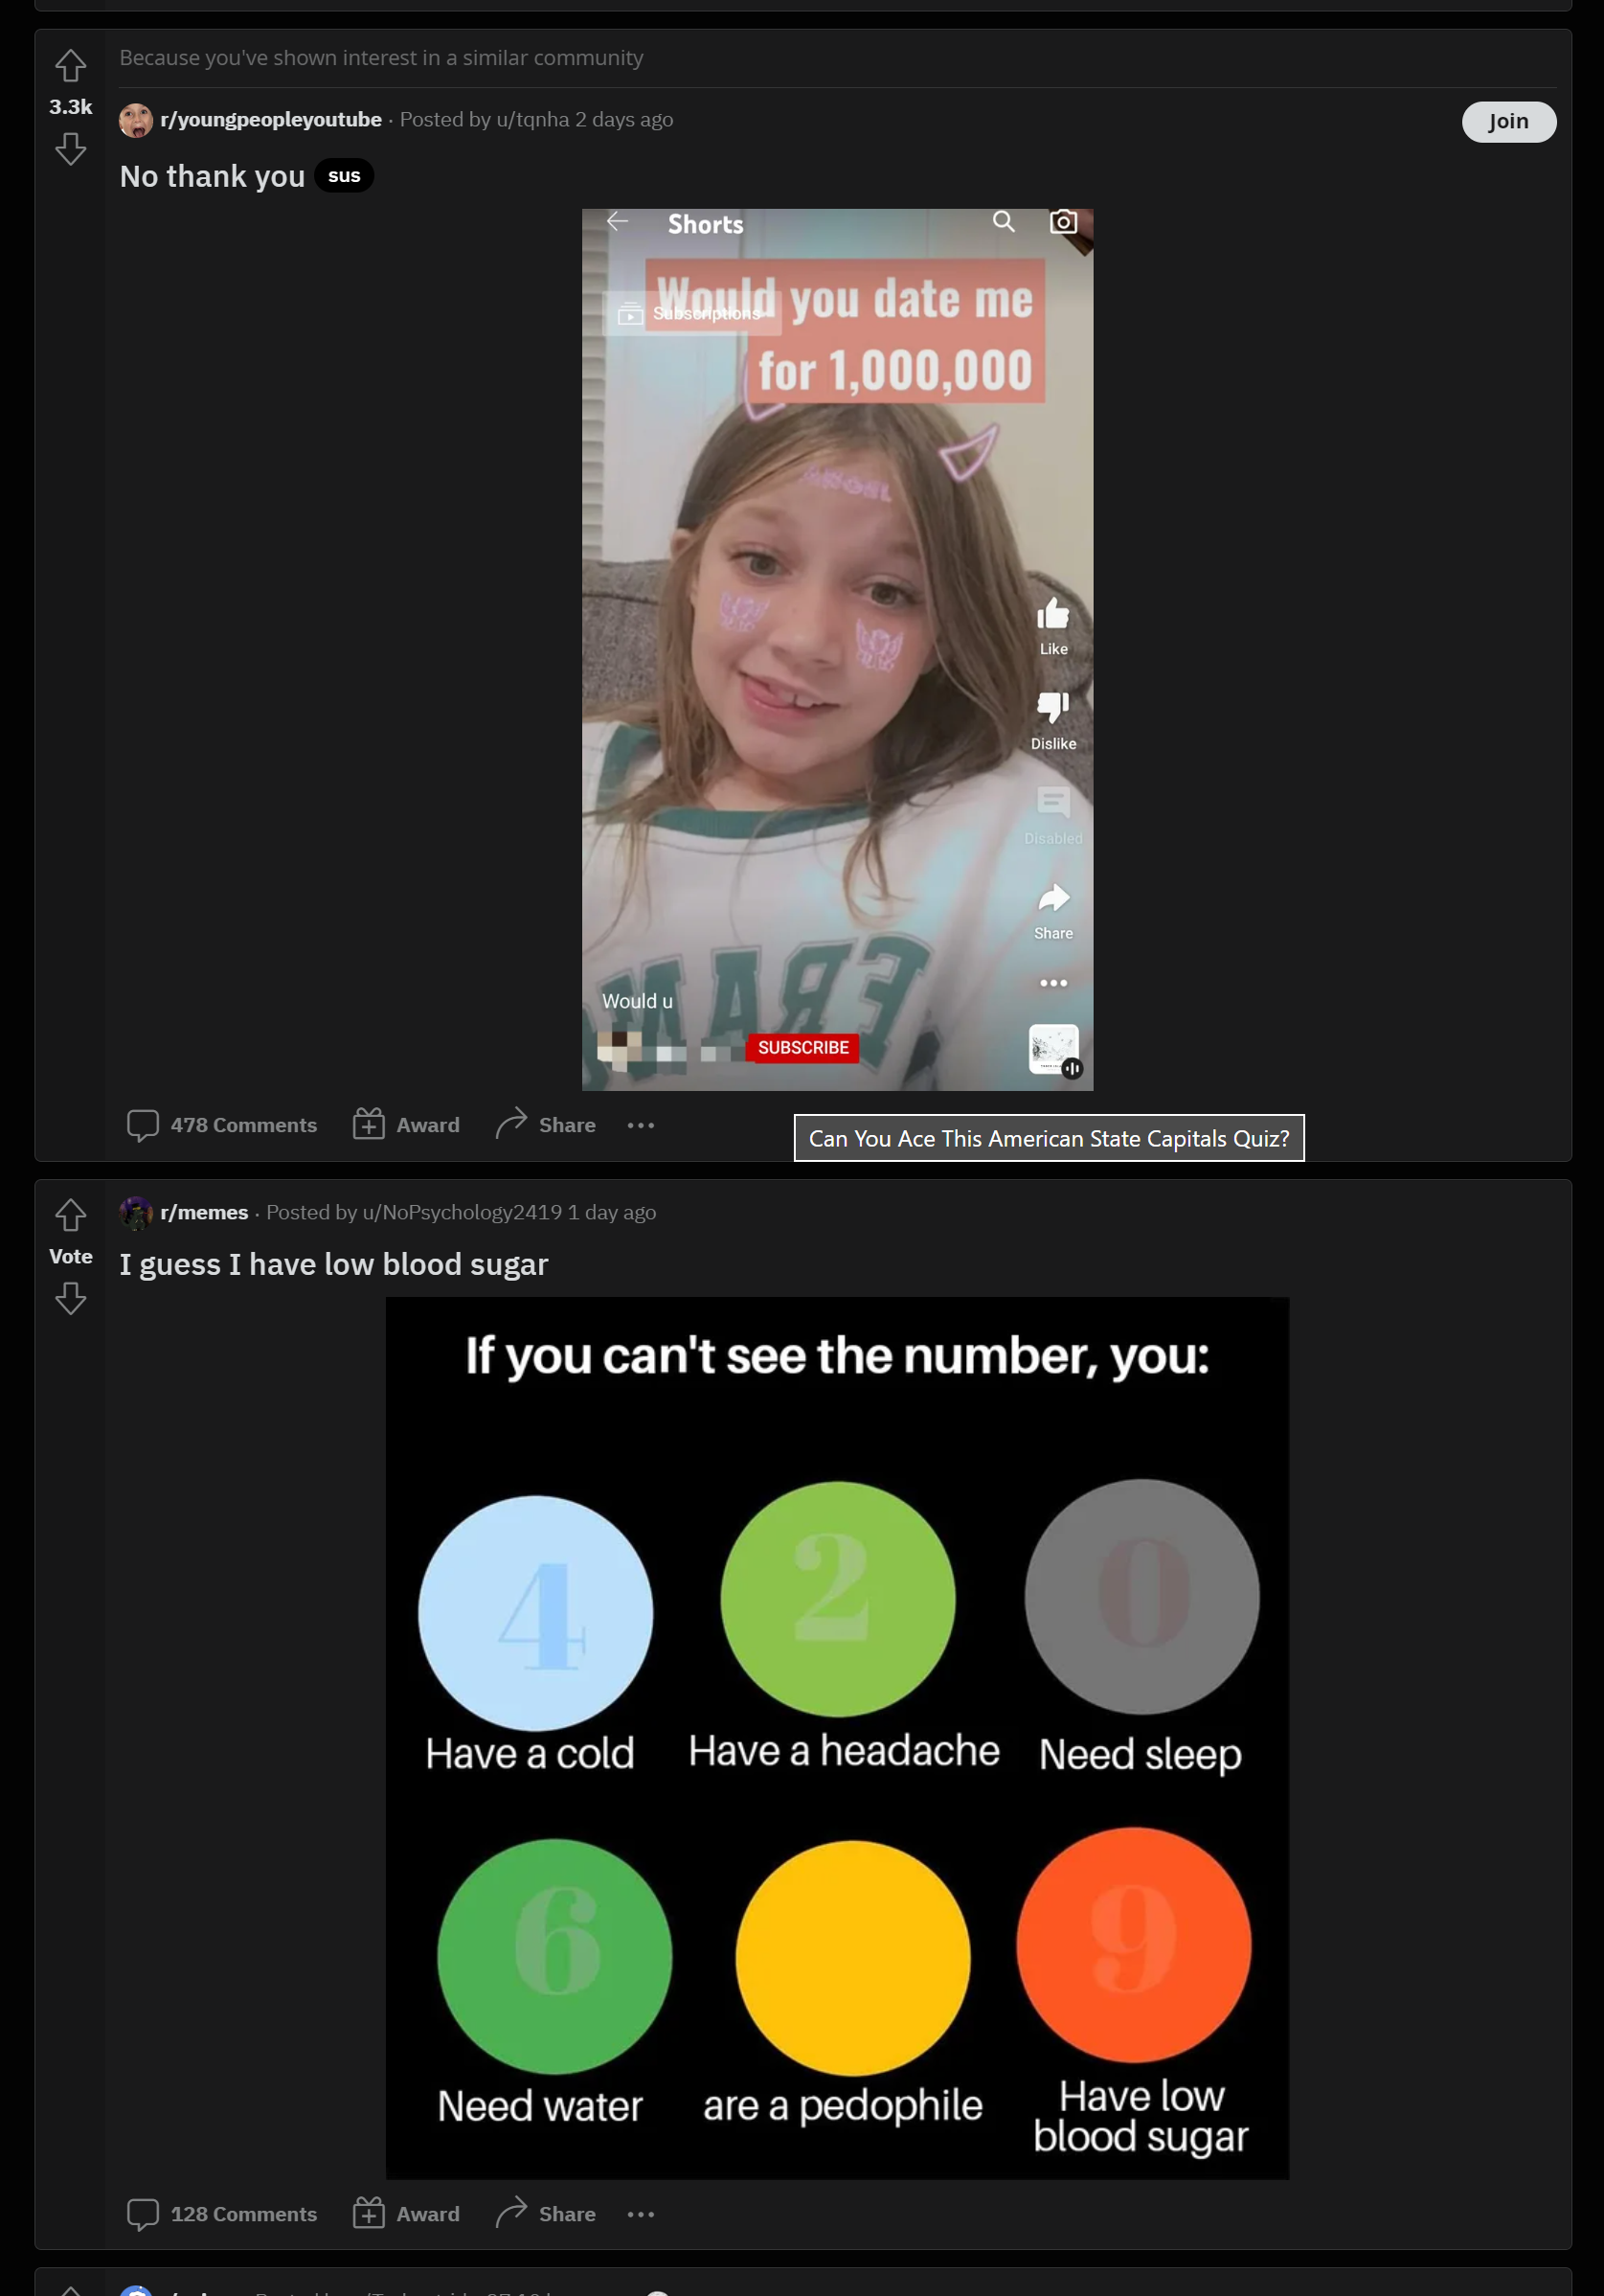 Because you've shown interest in a similar community
3.3k
r/youngpeopleyoutube · Posted by u/tqnha 2 days ago
Join
No thank you sus
Shorts
Would you date me
Subscriptions
for 1,000,000
ANGEL
Like
Dislike
Disabled
Share
Would u
SUBSCRIBE
478 Comments Award Share
Can You Ace This American State Capitals Quiz?
r/memes · Posted by u/NoPsychology2419 1 day ago
Vote
I guess I have low blood sugar
If you can't see the number, you:
4 2 0
Have a cold Have a headache Need sleep
6 9
Need water are a pedophile Have low
blood sugar
128 Comments Award Share